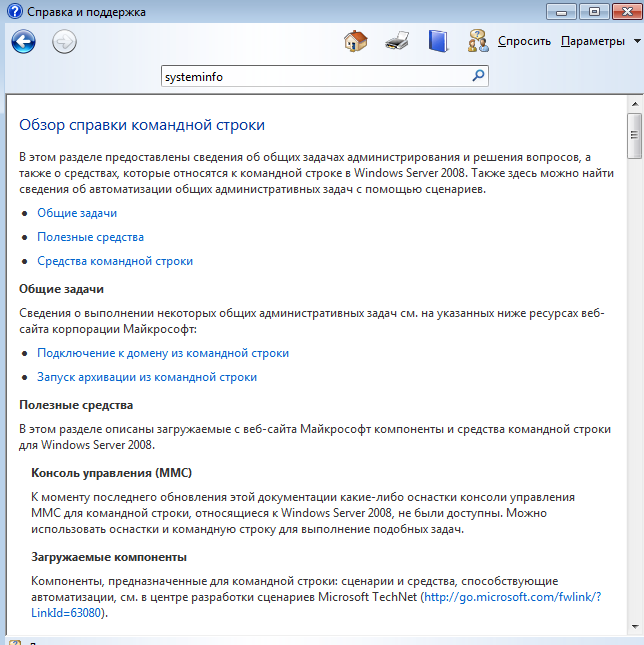 Справка и поддержка
Спросить Параметры
systeminfo
Обзор справки командной строки
В этом разделе предоставлены сведения об общих задачах администрирования и решения вопросов, а
также о средствах, которые относятся к командной строке в Windows Server 2008. Также здесь можно найти
сведения об автоматизации общих административных задач с помощью сценариев.
• Общие задачи
• Полезные средства
• Средства командной строки
Общие задачи
Сведения о выполнении некоторых общих административных задач см. на указанных ниже ресурсах веб-
сайта корпорации Майкрософт:
• Подключение к домену из командной строки
• Запуск архивации из командной строки
Полезные средства
В этом разделе описаны загружаемые с веб-сайта Майкрософт компоненты и средства командной строки
для Windows Server 2008.
Консоль управления (MMC)
К моменту последнего обновления этой документации какие-либо оснастки консоли управления
MMC для командной строки, относящиеся к Windows Server 2008, не были доступны. Можно
использовать оснастки и командную строку для выполнения подобных задач.
Загружаемые компоненты
Компоненты, предназначенные для командной строки: сценарии и средства, способствующие
автоматизации, см. в центре разработки сценариев Microsoft TechNet (http://go.microsoft.com/fwlink/?
LinkId=63080).